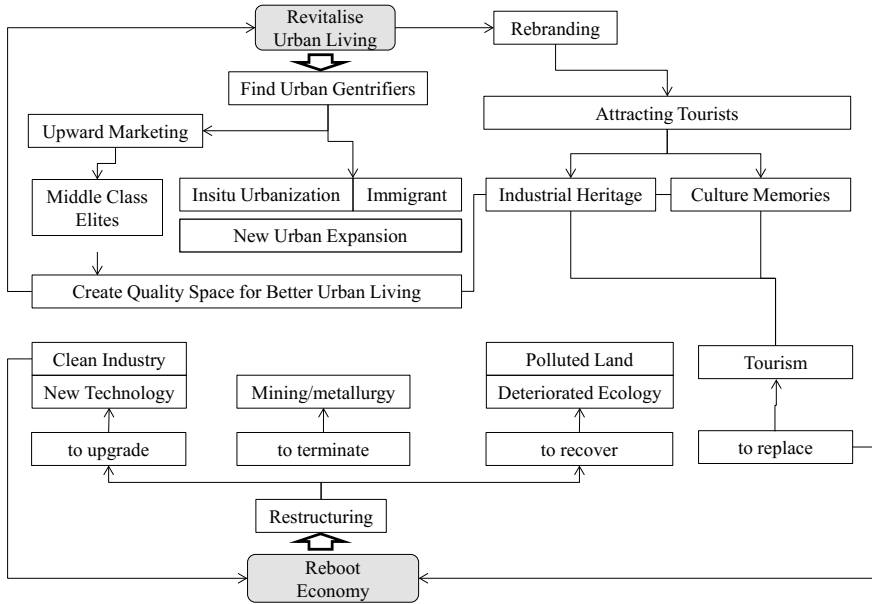 Revitalise
Urban Living
Rebranding
Find Urban Gentrifiers
Attracting Tourists
Upward Marketing
Middle Class
Elites
Insitu Urbanization
Immigrant
Industrial Heritage
Culture Memories
New Urban Expansion
Create Quality Space for Better Urban Living
Clean Industry
New Technology
Mining/metallurgy
Polluted Land
Deteriorated Ecology
Tourism
to upgrade
to terminate
to recover
to replace
Restructuring
Reboot
Economy